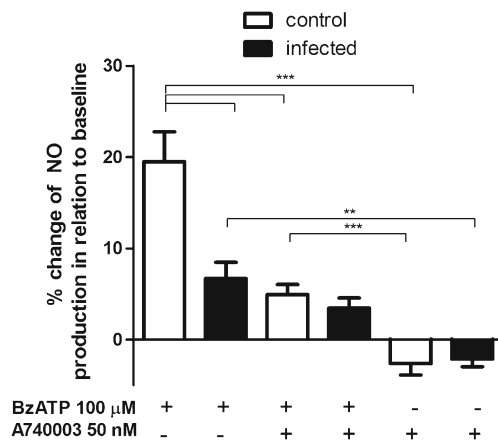 control
infected
% change of NO
production in relation to baseline
30
20
10
0
***
**
***
BzATP 100 µM + + + + - -
A740003 50 nM - - + + + +